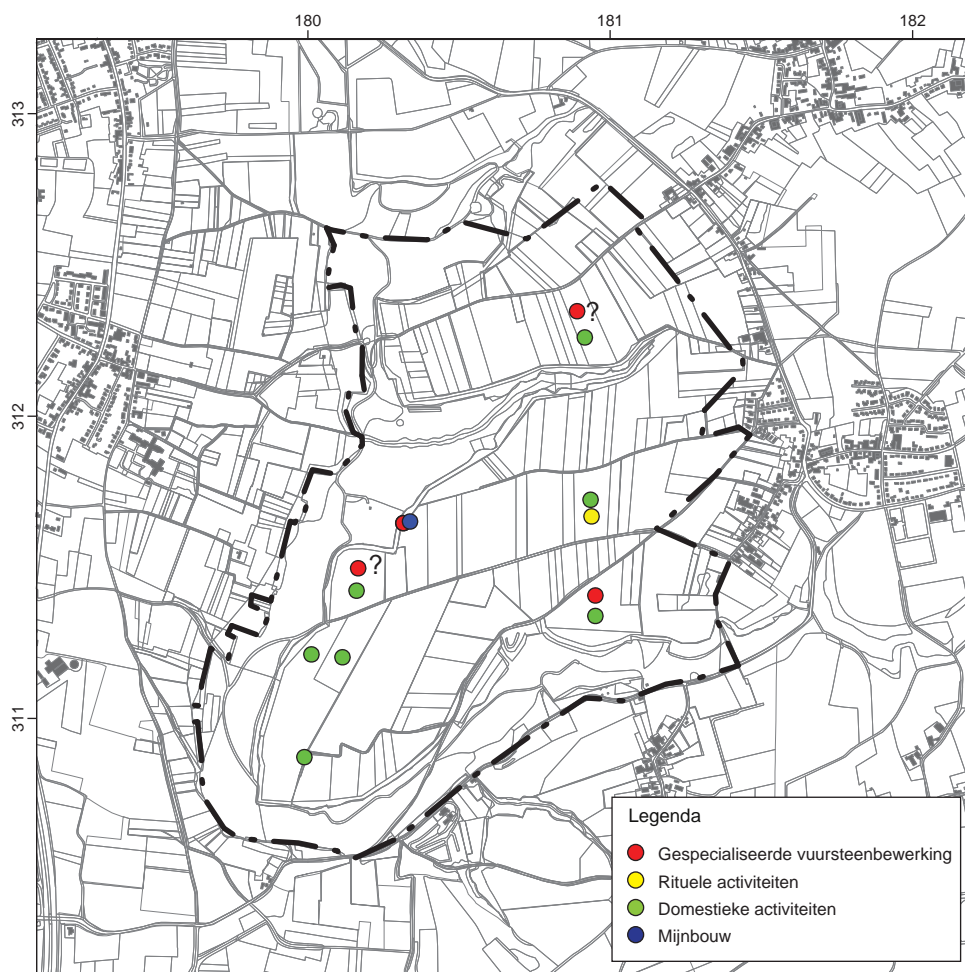 180 181 182
313
?
312
?
311
Legenda
Gespecialiseerde vuursteenbewerking
Rituele activiteiten
Domestieke activiteiten
Mijnbouw